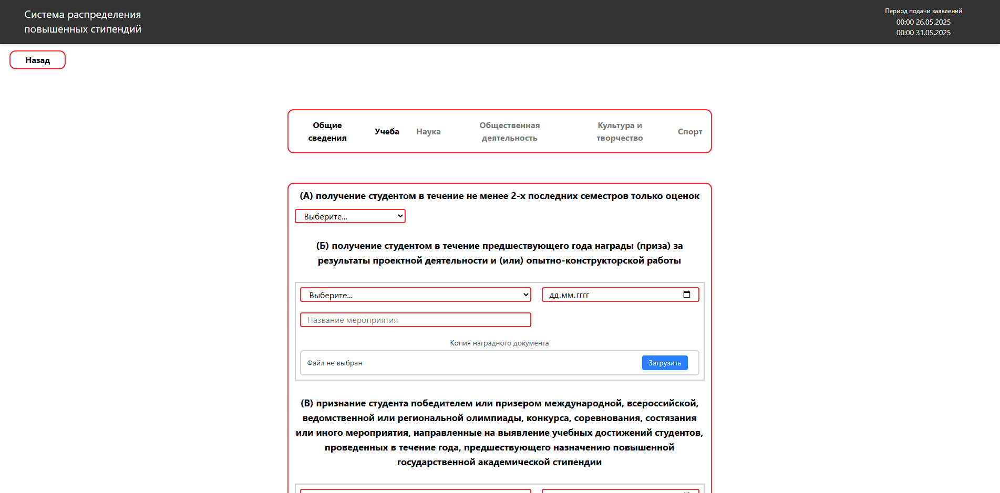 Система распределения
повышенных стипендий
Период подачи заявлений
00:00 26.05.2025
00:00 31.05.2025
Назад
Общие
сведения
Учеба
Наука
Общественная
деятельность
Культура и
творчество
Спорт
(А) получение студентом в течение не менее 2-х последних семестров только оценок
Выберите...
(Б) получение студентом в течение предшествующего года награды (приза) за
результаты проектной деятельности и (или) опытно-конструкторской работы
Выберите...
дд.мм.гггг
Название мероприятия
Копия наградного документа
Файл не выбран
Загрузить
(В) признание студента победителем или призером международной, всероссийской,
ведомственной или региональной олимпиады, конкурса, соревнования, состязания
или иного мероприятия, направленные на выявление учебных достижений студентов,
проведенных в течение года, предшествующего назначению повышенной
государственной академической стипендии